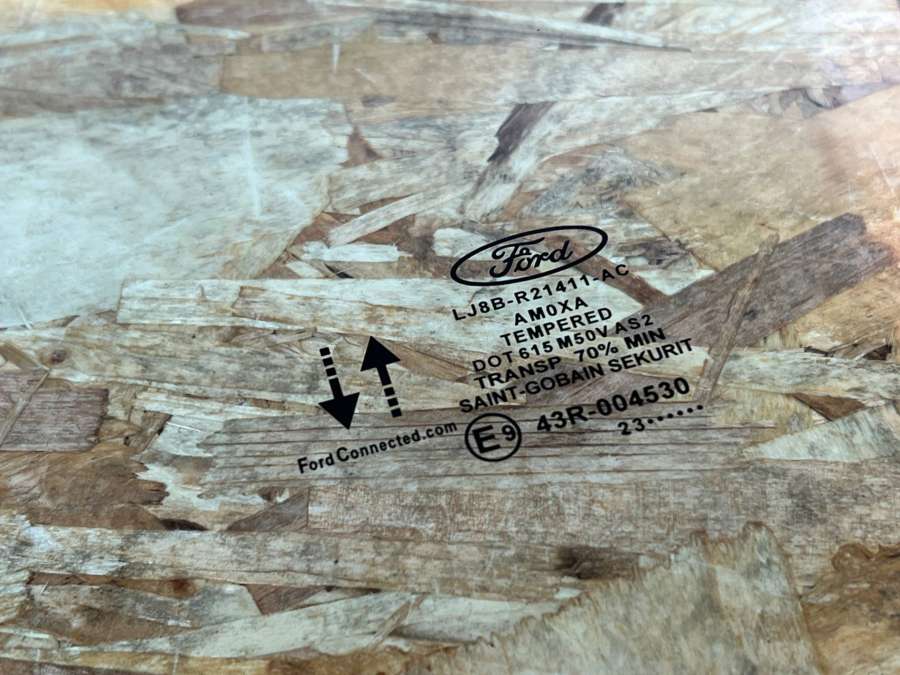 Ford
LJ8B-R21411-AC
AM0XA
TEMPERED
DOT 615 M50V AS2
TRANSP. 70% MIN
SAINT-GOBAIN SEKURIT
E9 43R-004530
23••••••
FordConnected.com